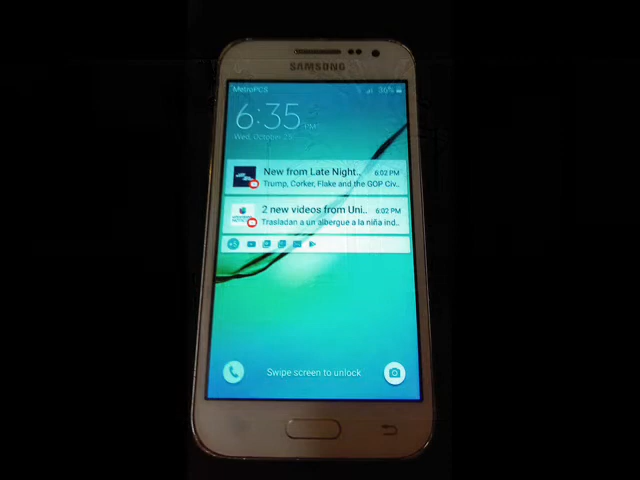 SAMSUNG
MetroPCS 36%
6:35 PM
Wed, October 25
New from Late Night.. 6:02 PM
Trump, Corker, Flake and the GOP Civ..
2 new videos from Uni.. 6:02 PM
Trasladan a un albergue a la niña ind..
Swipe screen to unlock